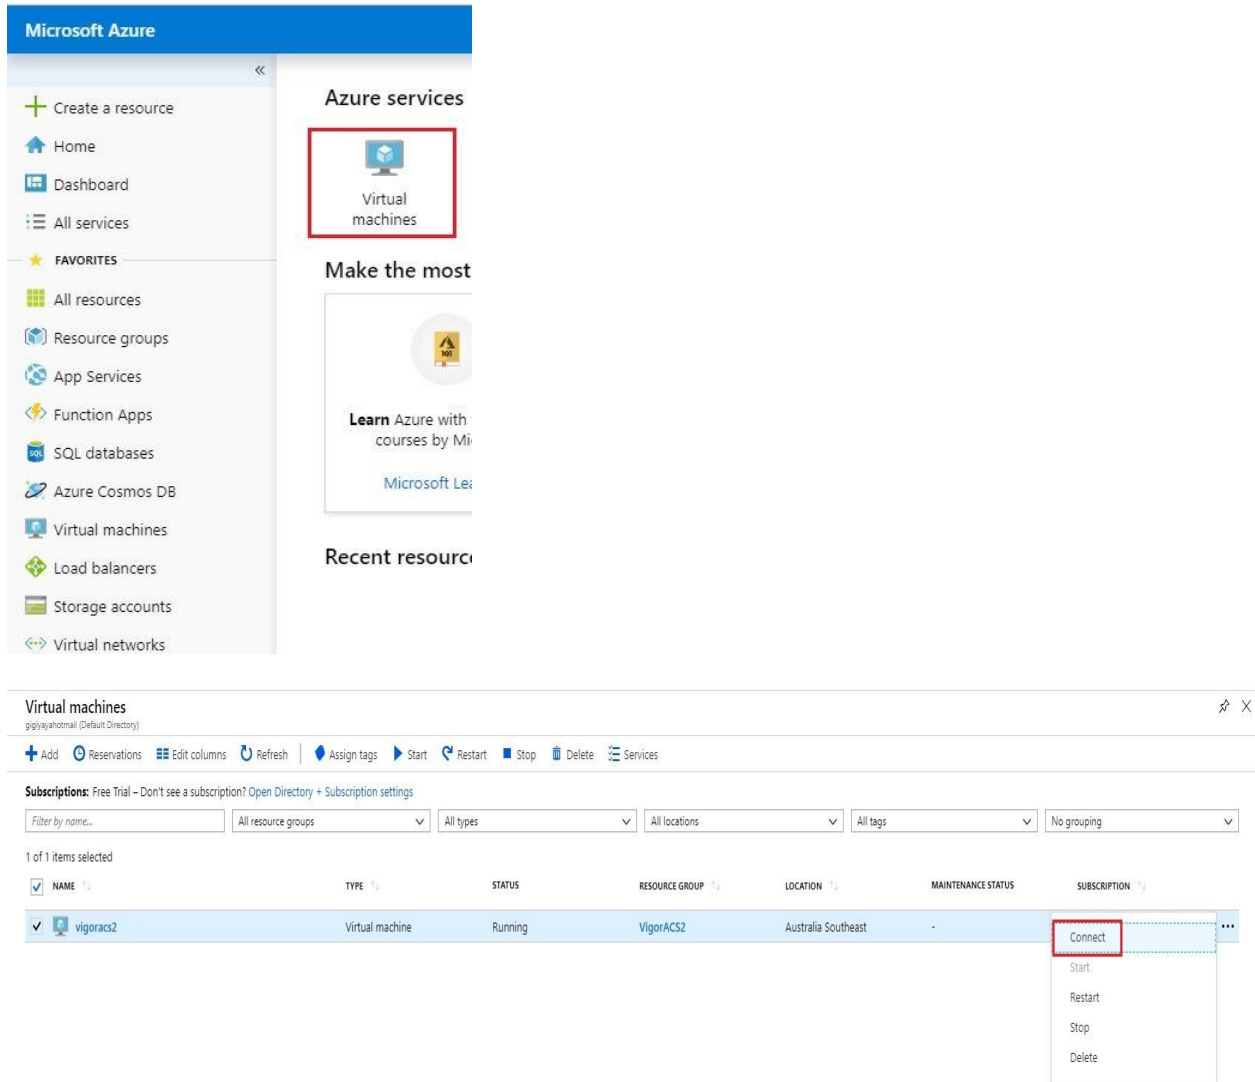 Microsoft Azure
«
Create a resource
Home
Dashboard
All services
FAVORITES
All resources
Resource groups
App Services
Function Apps
SQL databases
Azure Cosmos DB
Virtual machines
Load balancers
Storage accounts
Virtual networks
Azure services
Virtual
machines
Make the most
101
Learn Azure with
courses by Mi
Microsoft Lea
Recent resourc
Virtual machines
gigiyayahotmail (Default Directory)
Add Reservations Edit columns Refresh Assign tags Start Restart Stop Delete Services
Subscriptions: Free Trial – Don't see a subscription? Open Directory + Subscription settings
Filter by name... All resource groups All types All locations All tags No grouping
1 of 1 items selected
NAME TYPE STATUS RESOURCE GROUP LOCATION MAINTENANCE STATUS SUBSCRIPTION
vigoracs2 Virtual machine Running VigorACS2 Australia Southeast - ...
Connect
Start
Restart
Stop
Delete